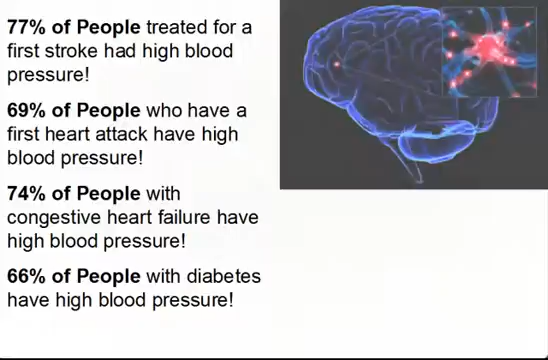 77% of People treated for a
first stroke had high blood
pressure!
69% of People who have a
first heart attack have high
blood pressure!
74% of People with
congestive heart failure have
high blood pressure!
66% of People with diabetes
have high blood pressure!